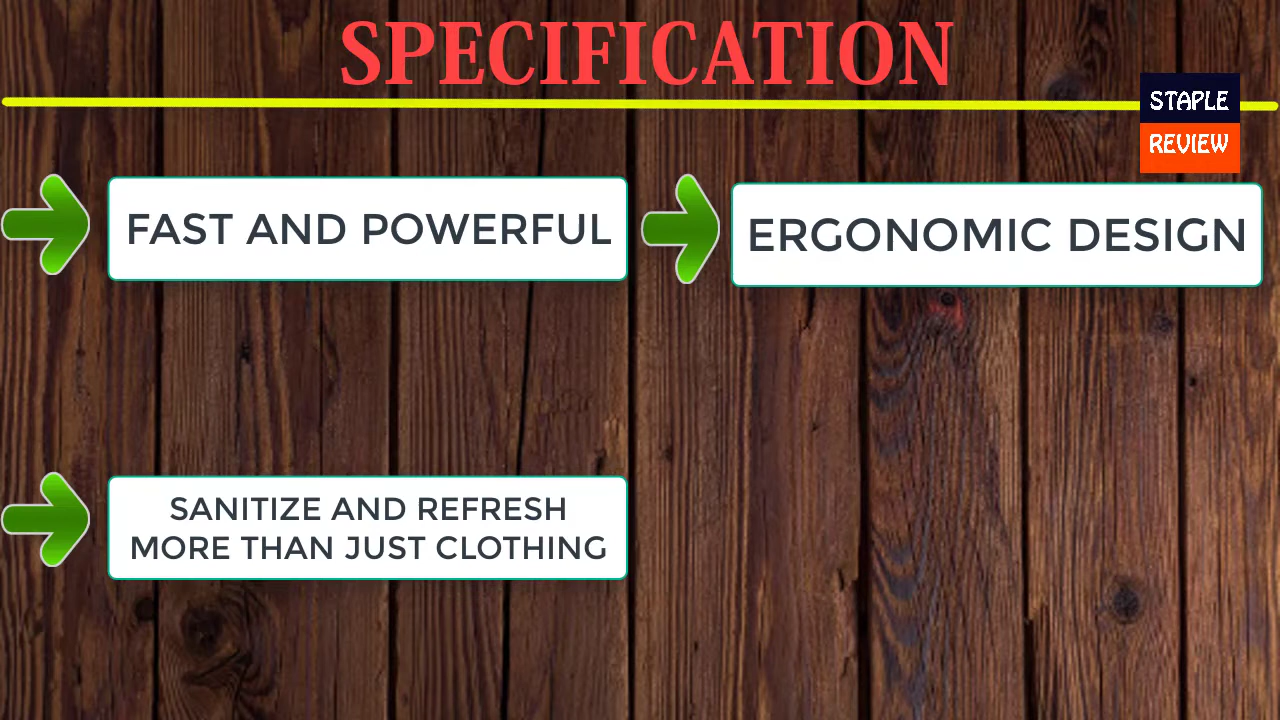 SPECIFICATION
STAPLE
REVIEW
FAST AND POWERFUL
ERGONOMIC DESIGN
SANITIZE AND REFRESH
MORE THAN JUST CLOTHING